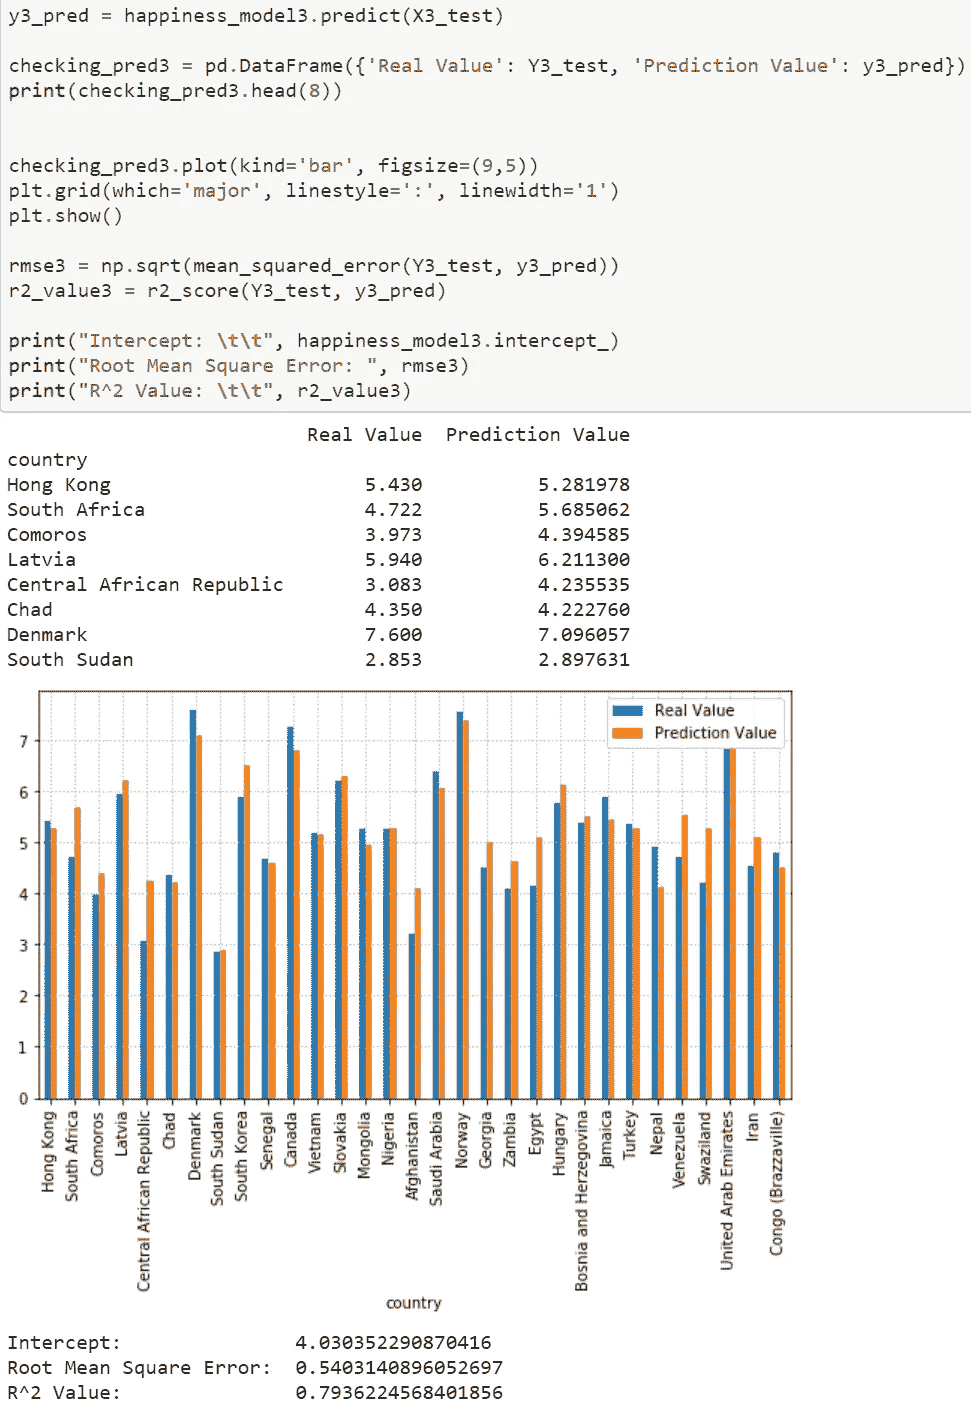 y3_pred = happiness_model3.predict(X3_test)
checking_pred3 = pd.DataFrame({'Real Value': Y3_test, 'Prediction Value': y3_pred})
print(checking_pred3.head(8))
checking_pred3.plot(kind='bar', figsize=(9,5))
plt.grid(which='major', linestyle=':', linewidth='1')
plt.show()
rmse3 = np.sqrt(mean_squared_error(Y3_test, y3_pred))
r2_value3 = r2_score(Y3_test, y3_pred)
print("Intercept: \t\t", happiness_model3.intercept_)
print("Root Mean Square Error: ", rmse3)
print("R^2 Value: \t\t", r2_value3)
Real Value Prediction Value
country
Hong Kong 5.430 5.281978
South Africa 4.722 5.685062
Comoros 3.973 4.394585
Latvia 5.940 6.211300
Central African Republic 3.083 4.235535
Chad 4.350 4.222760
Denmark 7.600 7.096057
South Sudan 2.853 2.897631
Real Value
Prediction Value
7
6
5
4
3
2
1
0
Hong Kong
South Africa
Comoros
Latvia
Central African Republic
Chad
Denmark
South Sudan
South Korea
Senegal
Canada
Vietnam
Slovakia
Mongolia
Nigeria
Afghanistan
Saudi Arabia
Norway
Georgia
Zambia
Egypt
Hungary
Bosnia and Herzegovina
Jamaica
Turkey
Nepal
Venezuela
Swaziland
United Arab Emirates
Iran
Congo (Brazzaville)
country
Intercept: 4.030352290870416
Root Mean Square Error: 0.5403140896052697
R^2 Value: 0.7936224568401856